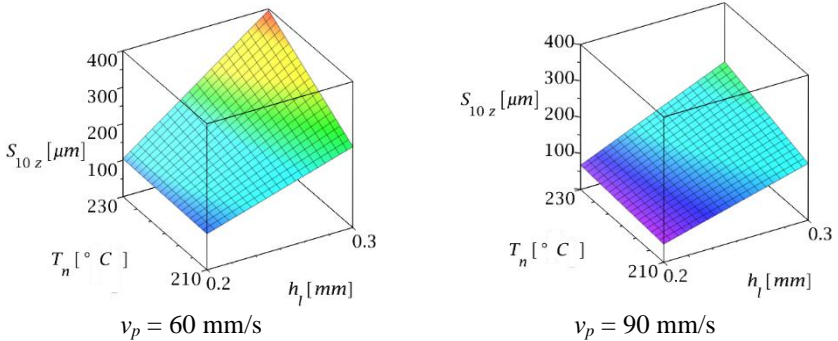 400
300
200
100
S10 z [μm]
230
Tn [° C ]
210
0.2
hl [mm]
0.3
vp = 60 mm/s
400
300
200
100
S10 z [μm]
230
Tn [° C ]
210
0.2
hl [mm]
0.3
vp = 90 mm/s